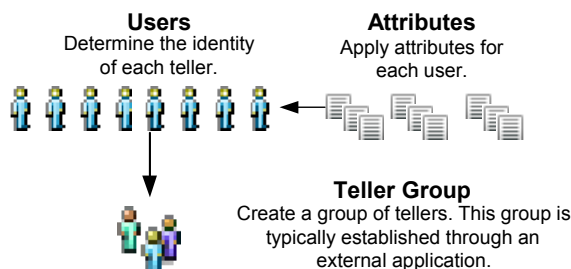 Users
Determine the identity
of each teller.
Attributes
Apply attributes for
each user.
Teller Group
Create a group of tellers. This group is
typically established through an
external application.